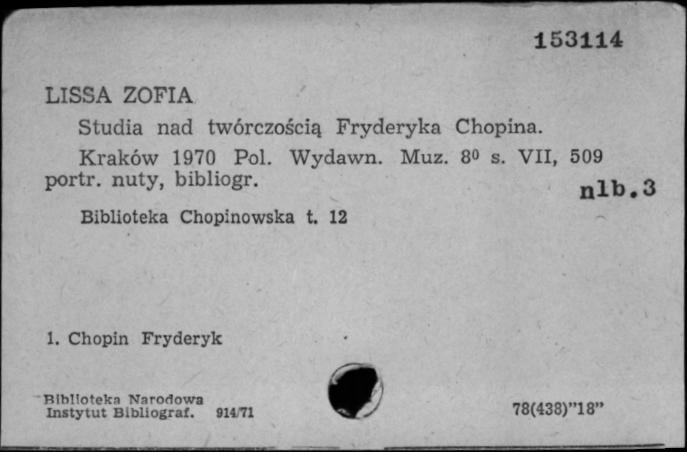 153114
LISSA ZOFIA
Studia nad twórczością Fryderyka Chopina.
Kraków 1970 Pol. Wydawn. Muz. 8⁰ s. VII, 509
portr. nuty, bibliogr.
nlb.3
Biblioteka Chopinowska t. 12
1. Chopin Fryderyk
Biblioteka Narodowa
Instytut Bibliograf. 914/71
78(438)”18”